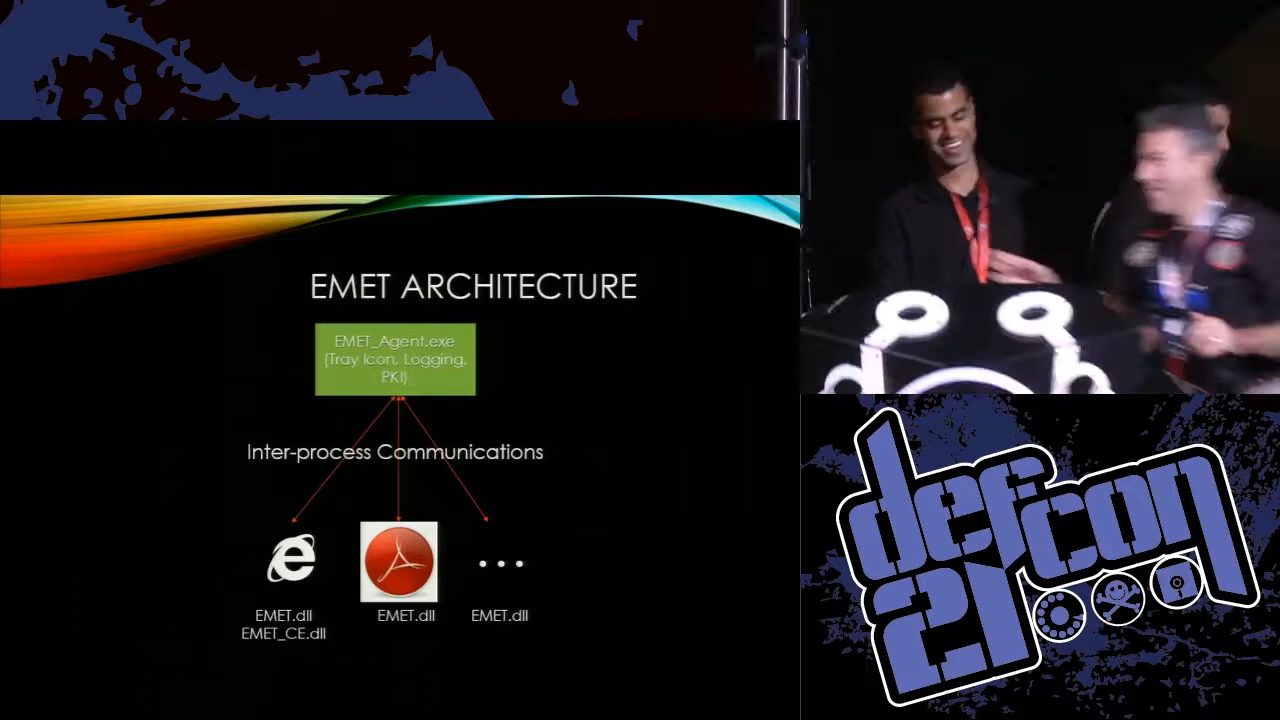 EMET ARCHITECTURE
EMET_Agent.exe
(Tray Icon, Logging,
PKI)
Inter-process Communications
EMET.dll
EMET_CE.dll
EMET.dll
EMET.dll
defcon
21